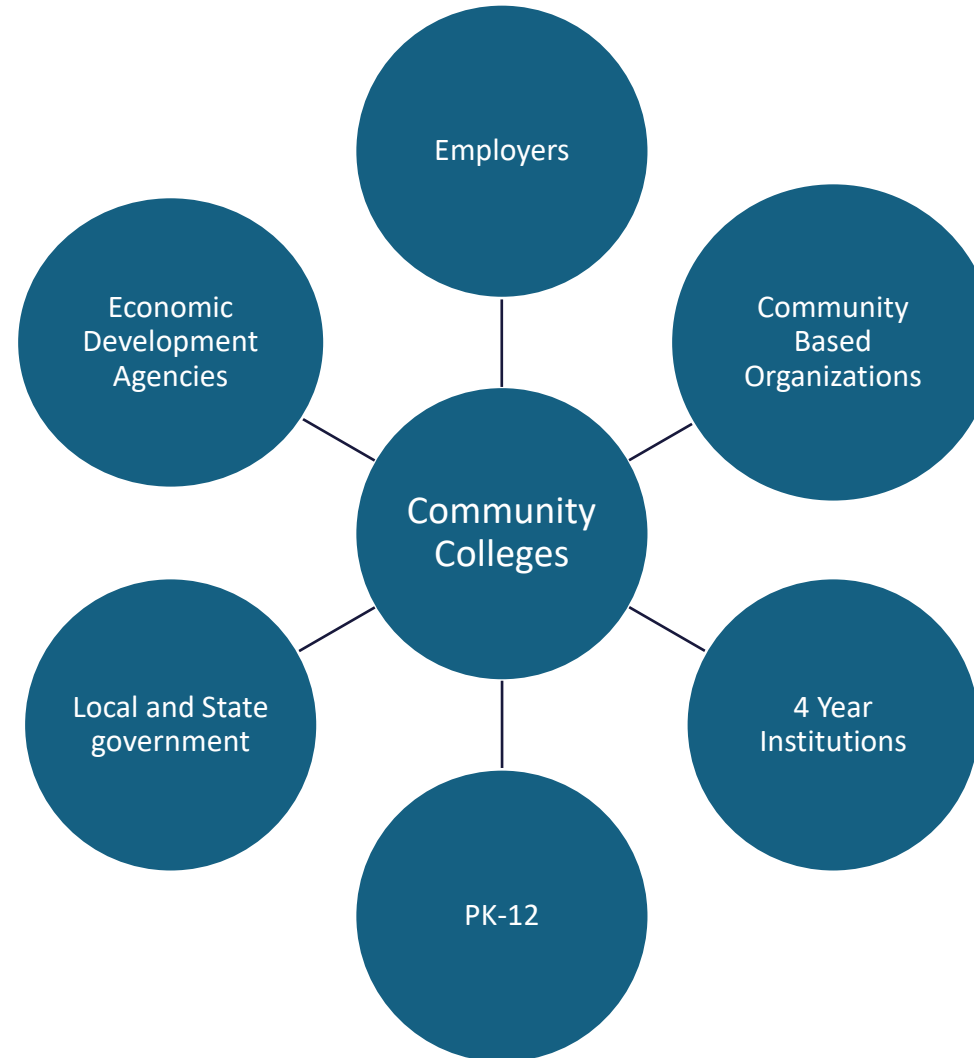 Employers
Economic
Development
Agencies
Community
Based
Organizations
Community
Colleges
Local and State
government
4 Year
Institutions
PK-12